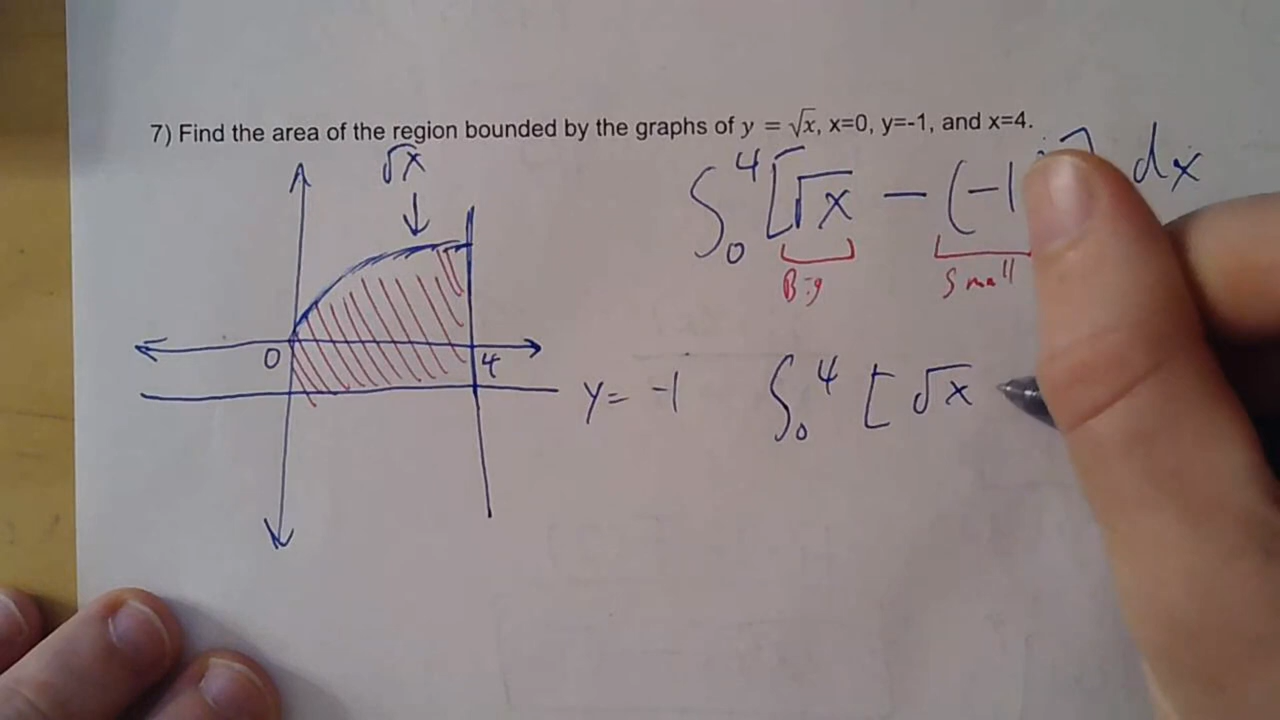 7) Find the area of the region bounded by the graphs of y = √x, x=0, y=-1, and x=4.
√x
∫₀⁴ [√x - (-1 ] dx
Big
Small
0
4
y = -1
∫₀⁴ [ √x